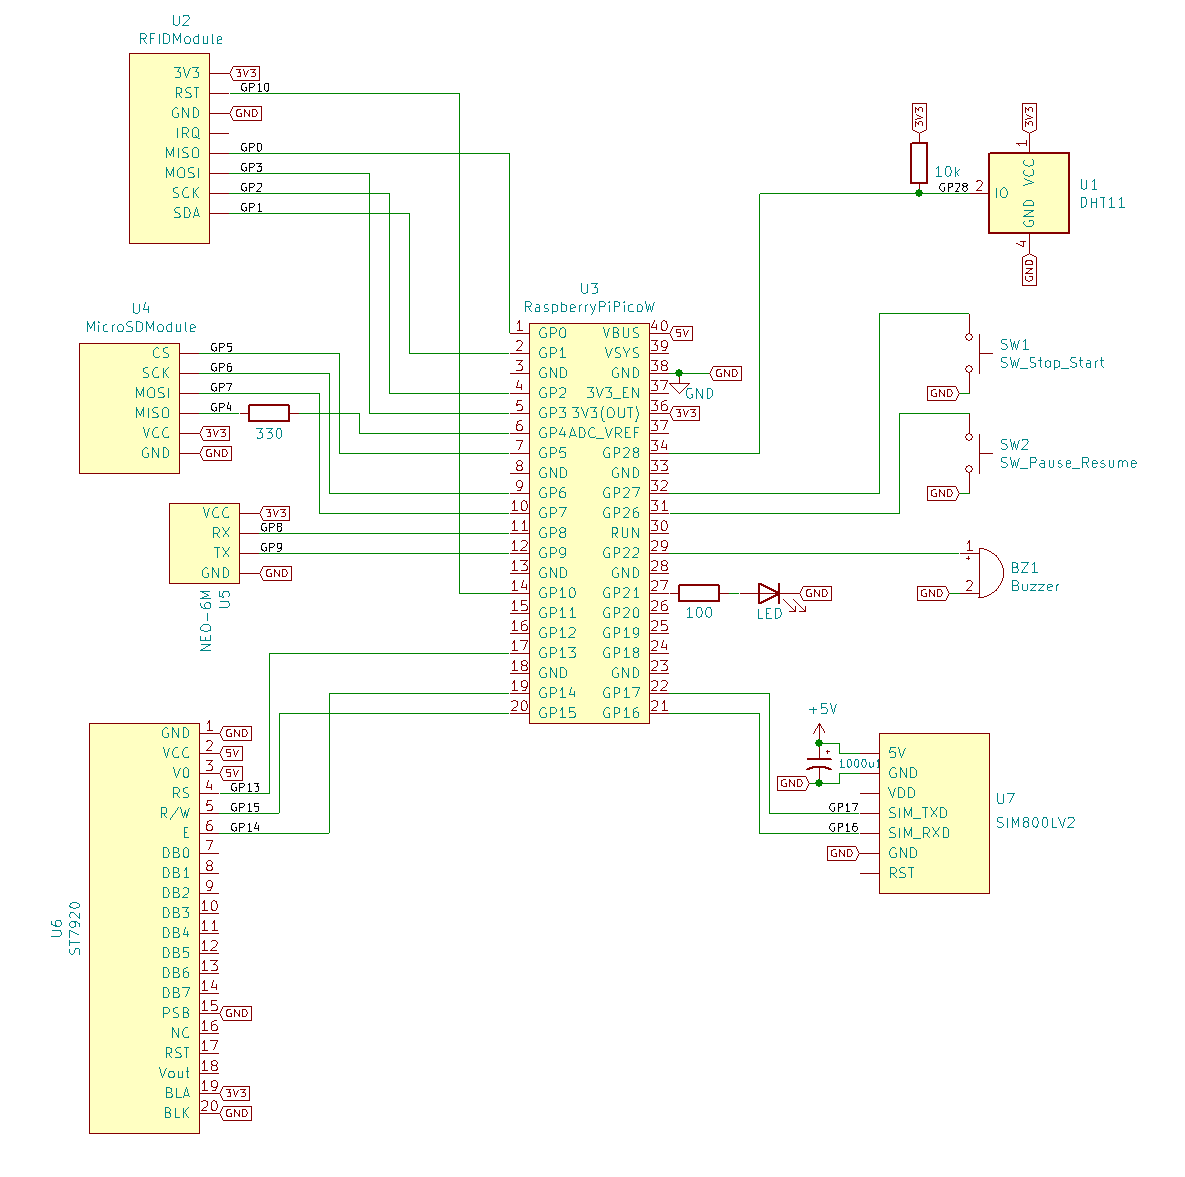 U2
RFIDModule
3V3
3V3
RST
GP10
GND
GND
IRQ
MISO
GP0
MOSI
GP3
SCK
GP2
SDA
GP1
3V3
10k
GP28
3V3
1
VCC
2
IO
GND
4
GND
U1
DHT11
U4
MicroSDModule
CS
GP5
SCK
GP6
MOSI
GP7
MISO
GP4
330
VCC
3V3
GND
GND
VCC
3V3
RX
GP8
TX
GP9
GND
GND
NEO-6M
U5
U3
RaspberryPiPicoW
1 GP0 VBUS 40 5V
2 GP1 VSYS 39
3 GND GND 38 GND
GND
4 GP2 3V3_EN 37
5 GP3 3V3(OUT) 36 3V3
6 GP4 ADC_VREF 37
7 GP5 GP28 34
8 GND GND 33
9 GP6 GP27 32
10 GP7 GP26 31
11 GP8 RUN 30
12 GP9 GP22 29
13 GND GND 28
14 GP10 GP21 27
15 GP11 GP20 26
16 GP12 GP19 25
17 GP13 GP18 24
18 GND GND 23
19 GP14 GP17 22
20 GP15 GP16 21
SW1
SW_Stop_Start
GND
SW2
SW_Pause_Resume
GND
1
+
2
GND
BZ1
Buzzer
100
LED
GND
+5V
+
1000u
GND
5V
GND
VDD
GP17
SIM_TXD
GP16
SIM_RXD
GND
GND
RST
U7
SIM800LV2
U6
ST7920
GND 1 GND
VCC 2 5V
V0 3 5V
RS 4 GP13
R/W 5 GP15
E 6 GP14
DB0 7
DB1 8
DB2 9
DB3 10
DB4 11
DB5 12
DB6 13
DB7 14
PSB 15 GND
NC 16
RST 17
Vout 18
BLA 19 3V3
BLK 20 GND